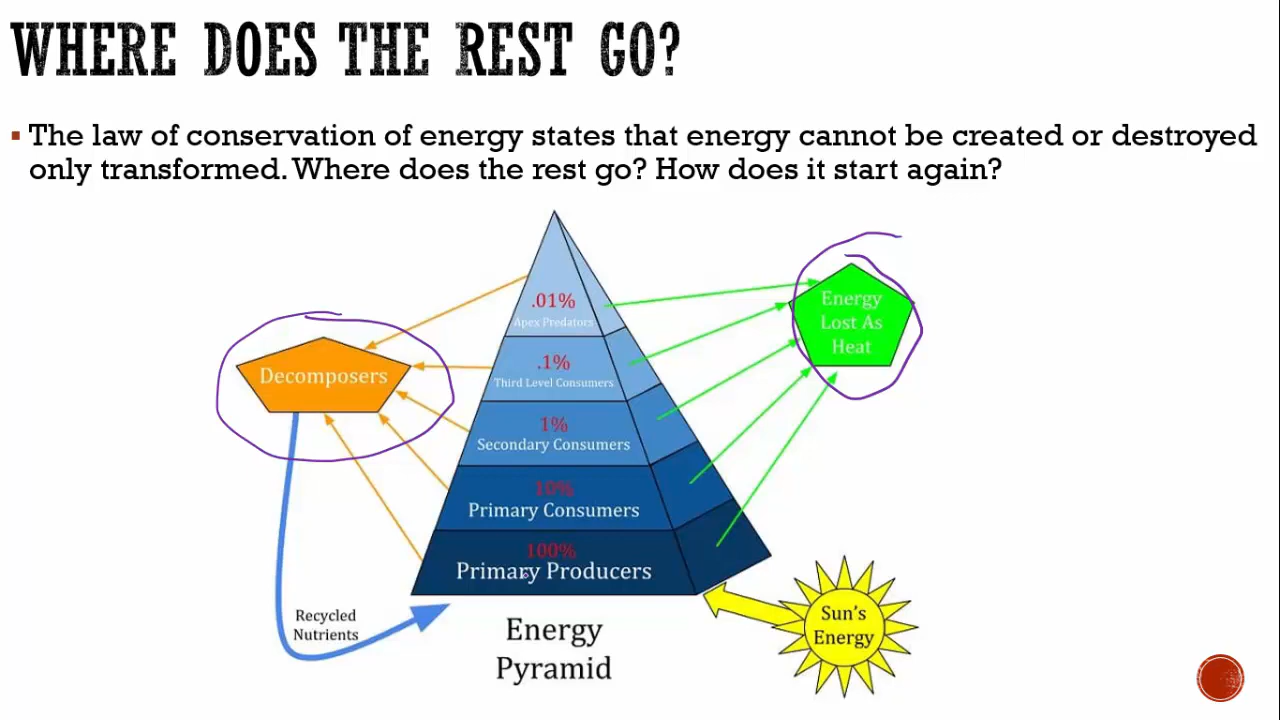 WHERE DOES THE REST GO?
The law of conservation of energy states that energy cannot be created or destroyed
only transformed. Where does the rest go? How does it start again?
.01%
Apex Predators
.1%
Third Level Consumers
1%
Secondary Consumers
10%
Primary Consumers
100%
Primary Producers
Decomposers
Energy
Lost As
Heat
Recycled
Nutrients
Energy
Pyramid
Sun's
Energy